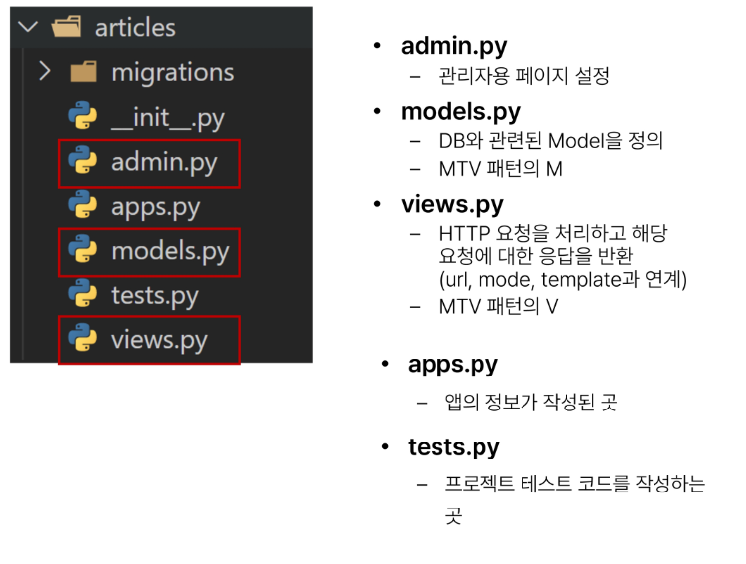 articles
migrations
__init__.py
admin.py
apps.py
models.py
tests.py
views.py
• admin.py
– 관리자용 페이지 설정
• models.py
– DB와 관련된 Model을 정의
– MTV 패턴의 M
• views.py
– HTTP 요청을 처리하고 해당
요청에 대한 응답을 반환
(url, mode, template과 연계)
– MTV 패턴의 V
• apps.py
– 앱의 정보가 작성된 곳
• tests.py
– 프로젝트 테스트 코드를 작성하는
곳